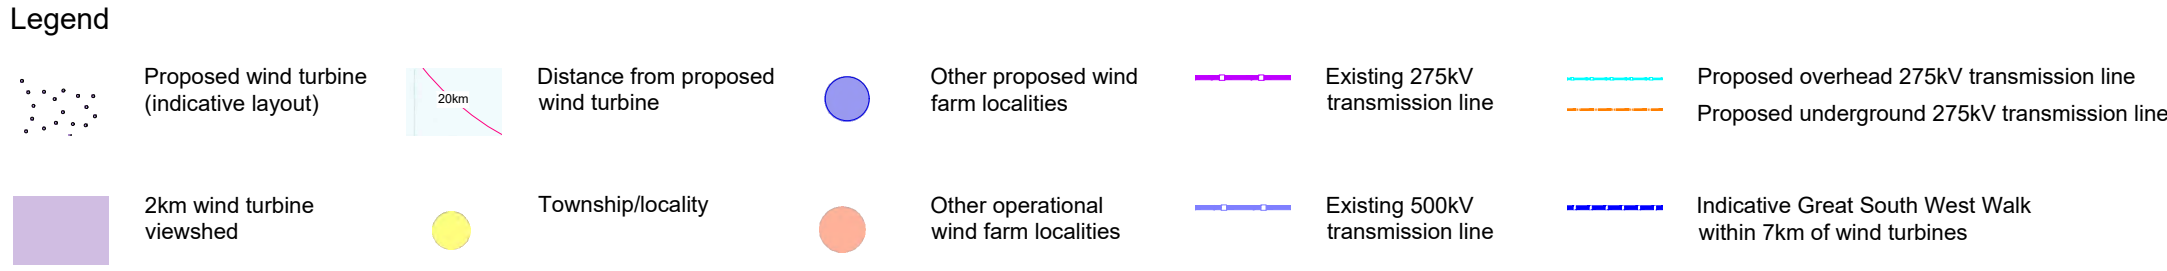 Legend
Proposed wind turbine
(indicative layout)
20km
Distance from proposed
wind turbine
Other proposed wind
farm localities
Existing 275kV
transmission line
Proposed overhead 275kV transmission line
Proposed underground 275kV transmission line
2km wind turbine
viewshed
Township/locality
Other operational
wind farm localities
Existing 500kV
transmission line
Indicative Great South West Walk
within 7km of wind turbines